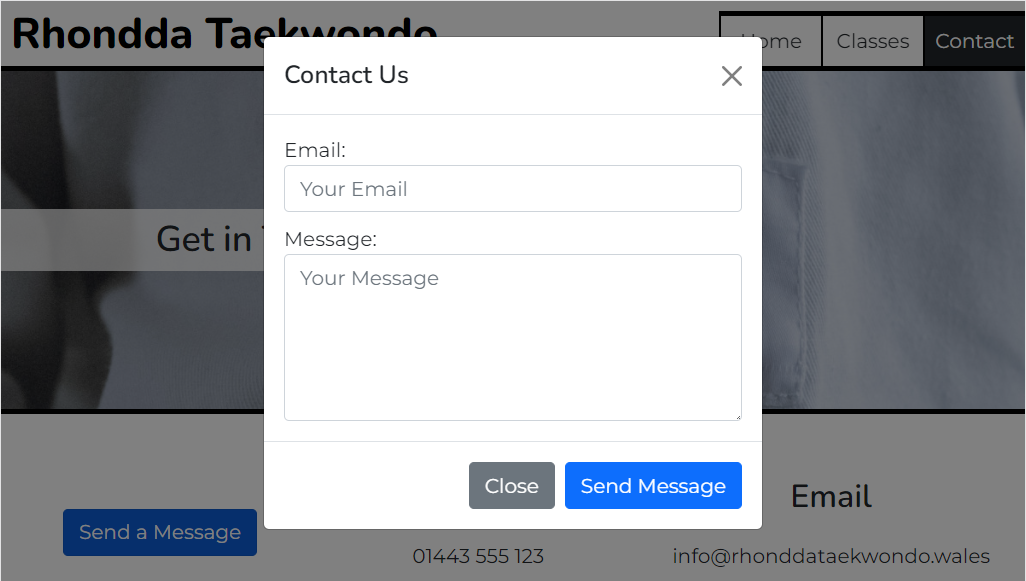 Rhondda Taekwondo
Home Classes Contact
Contact Us
Email:
Your Email
Get in
Message:
Your Message
Close Send Message
Email
Send a Message
01443 555 123 info@rhonddataekwondo.wales